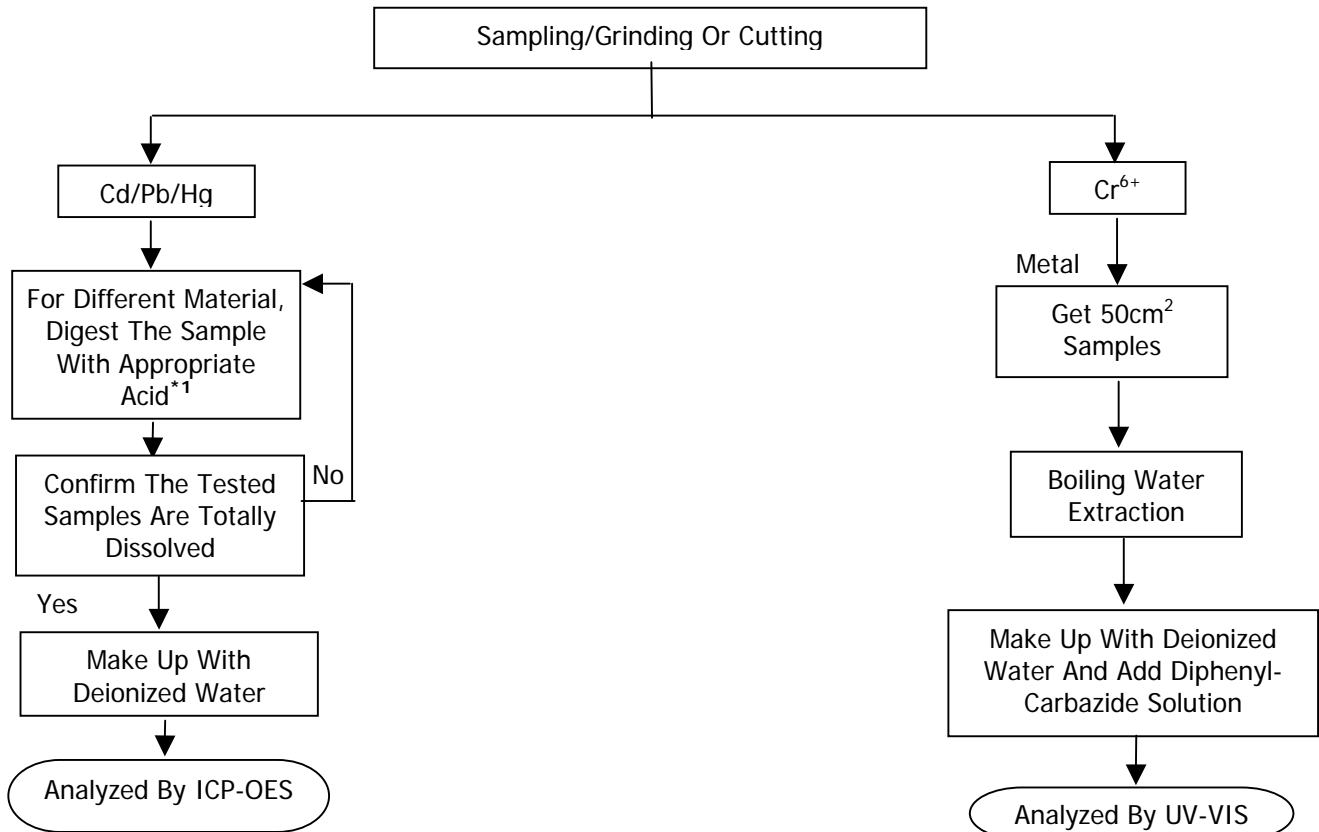 Sampling/Grinding Or Cutting
Cd/Pb/Hg
For Different Material,
Digest The Sample
With Appropriate
Acid*1
No
Confirm The Tested
Samples Are Totally
Dissolved
Yes
Make Up With
Deionized Water
Analyzed By ICP-OES
Cr6+
Metal
Get 50cm2
Samples
Boiling Water
Extraction
Make Up With Deionized
Water And Add Diphenyl-
Carbazide Solution
Analyzed By UV-VIS